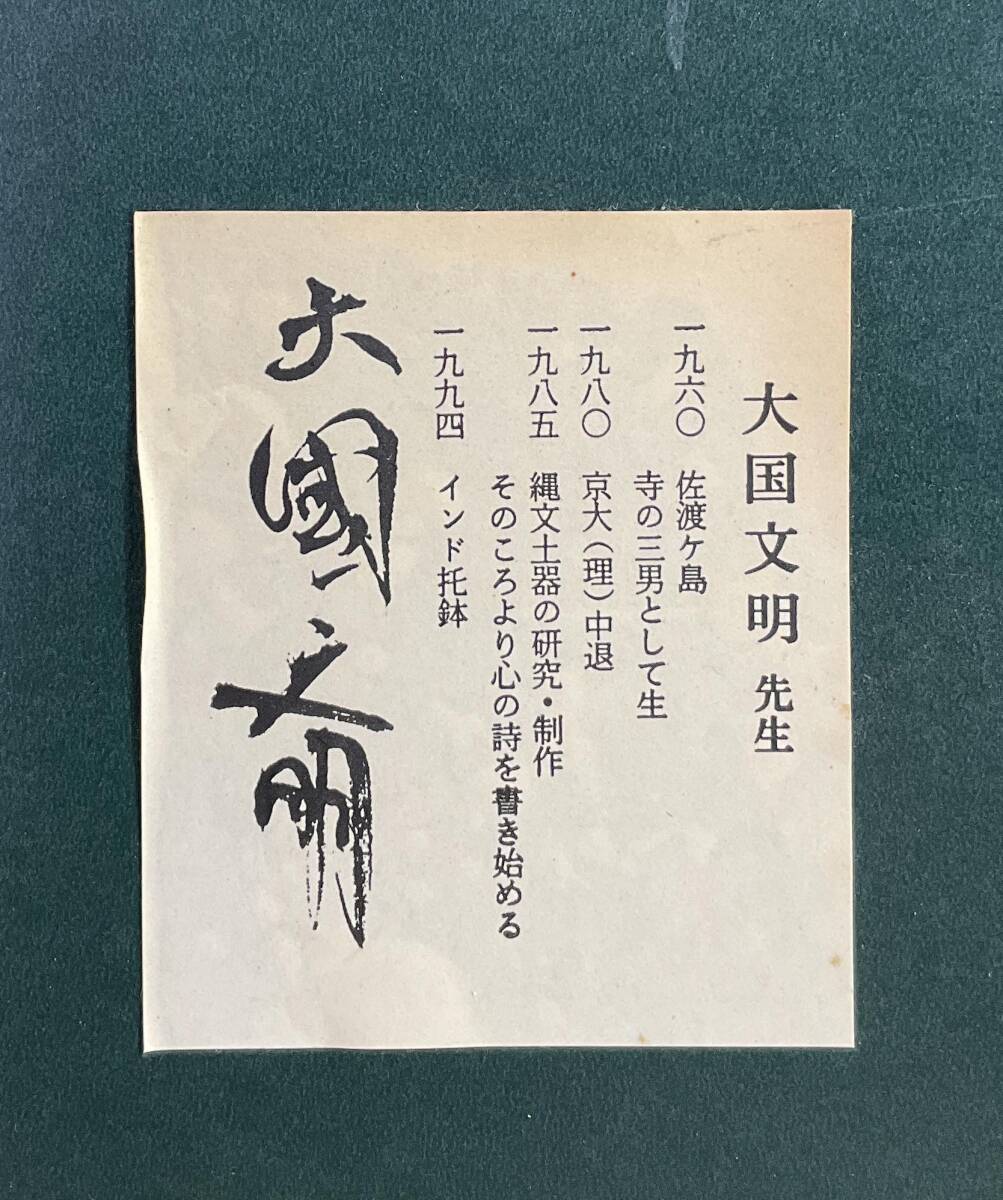 大国文明 先生
一九六〇 佐渡ケ島
寺の三男として生
一九八〇 京大(理)中退
一九八五 縄文土器の研究・制作
そのころより心の詩を書き始める
一九九四 インド托鉢
大國文明